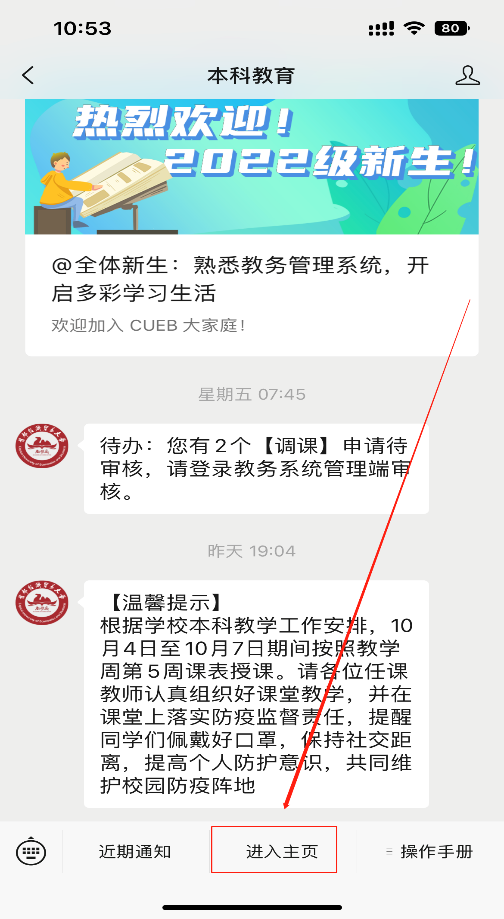 10:53
80
本科教育
热烈欢迎！
2022级新生！
@全体新生：熟悉教务管理系统，开
启多彩学习生活
欢迎加入 CUEB 大家庭！
星期五 07:45
待办：您有2个【调课】申请待
审核，请登录教务系统管理端审
核。
昨天 19:04
【温馨提示】
根据学校本科教学工作安排，10
月4日至10月7日期间按照教学
周第5周课表授课。请各位任课
教师认真组织好课堂教学，并在
课堂上落实防疫监督责任，提醒
同学们佩戴好口罩，保持社交距
离，提高个人防护意识，共同维
护校园防疫阵地
近期通知
进入主页
操作手册